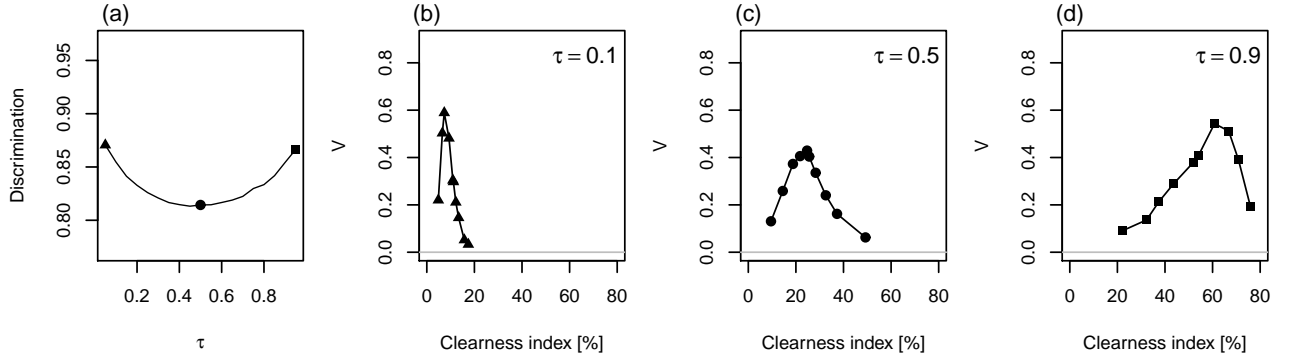 (a)
Discrimination
0.95
0.90
0.85
0.80
0.2 0.4 0.6 0.8
τ
(b)
τ = 0.1
V
0.8
0.6
0.4
0.2
0.0
0 20 40 60 80
Clearness index [%]
(c)
τ = 0.5
V
0.8
0.6
0.4
0.2
0.0
0 20 40 60 80
Clearness index [%]
(d)
τ = 0.9
V
0.8
0.6
0.4
0.2
0.0
0 20 40 60 80
Clearness index [%]